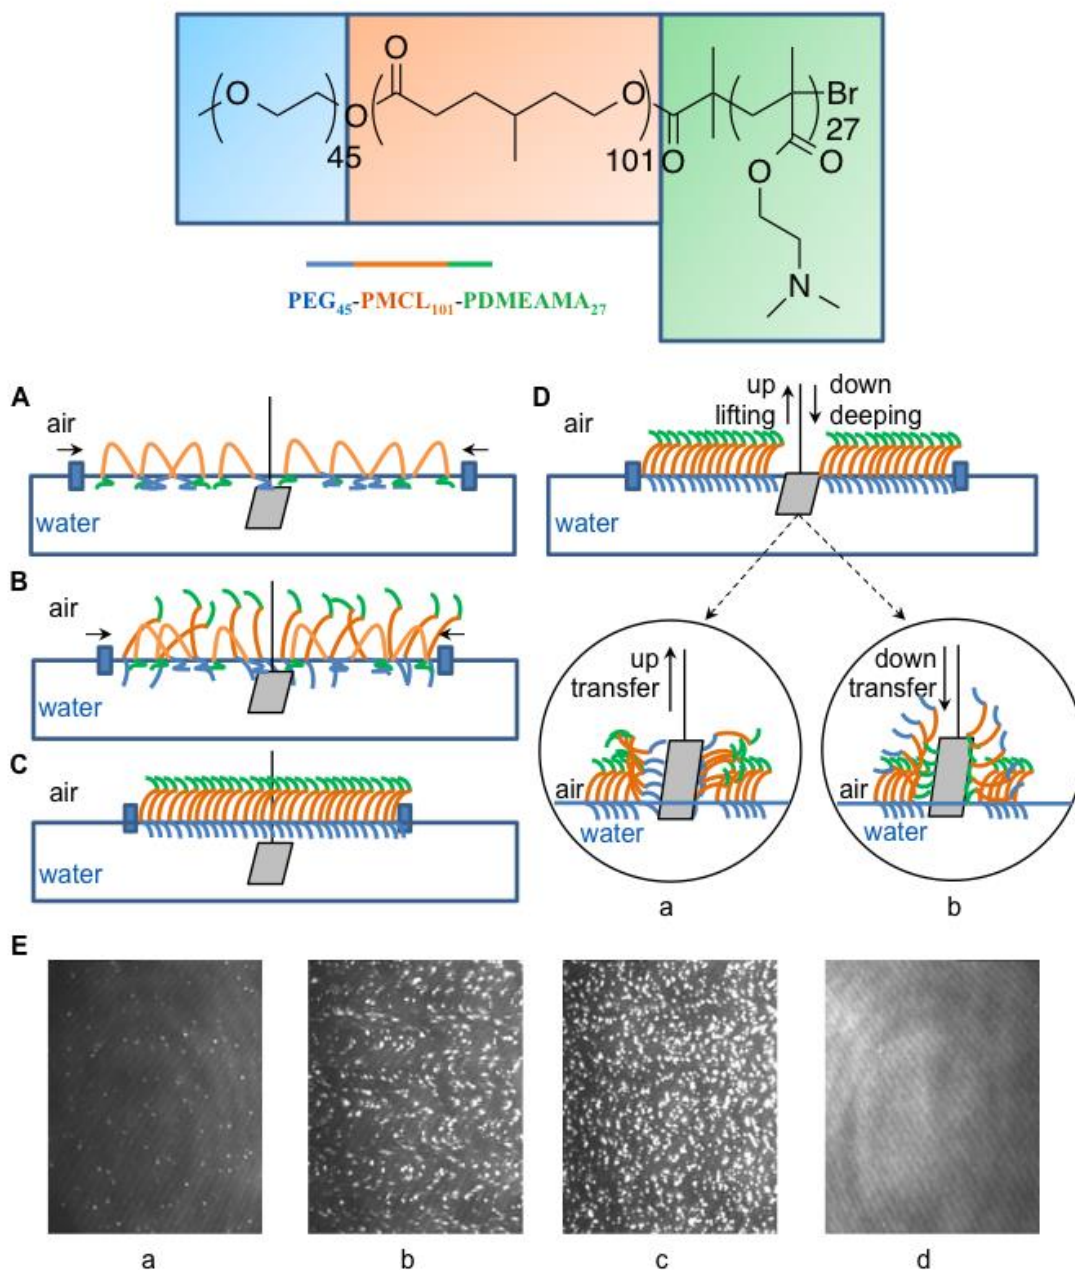 O
O
O
45
O
101
O
Br
27
O
O
N
PEG45-PMCL101-PDMEAMA27
A
air
water
B
air
water
C
air
water
D
air
up lifting
down deeping
water
up transfer
air
water
a
down transfer
air
water
b
E
a
b
c
d